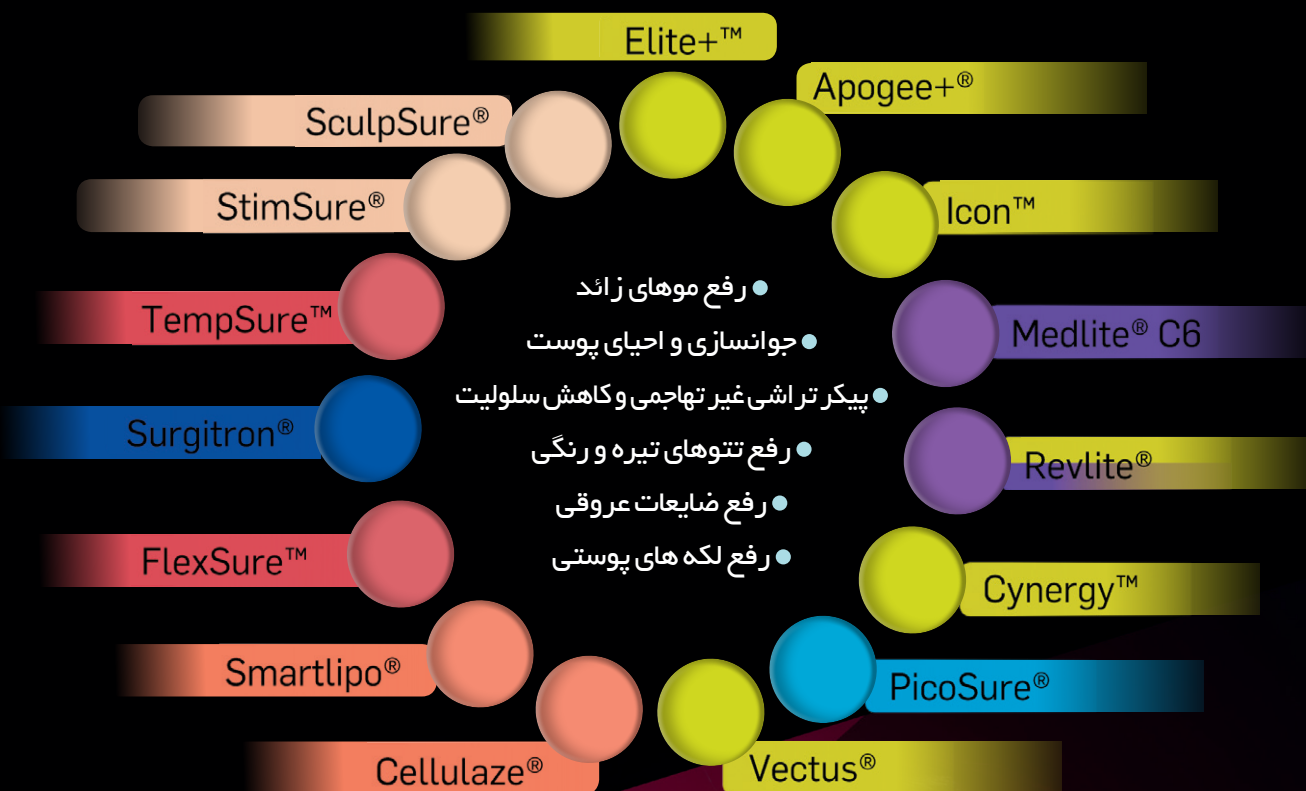 Elite+™
Apogee+®
SculpSure®
StimSure®
Icon™
TempSure™
Medlite® C6
Surgitron®
Revlite®
FlexSure™
Cynergy™
Smartlipo®
PicoSure®
Cellulaze®
Vectus®
● رفع موهای زائد
● جوانسازی و احیای پوست
● پیکر تراشی غیر تهاجمی و کاهش سلولیت
● رفع تتوهای تیره و رنگی
● رفع ضایعات عروقی
● رفع لکه های پوستی